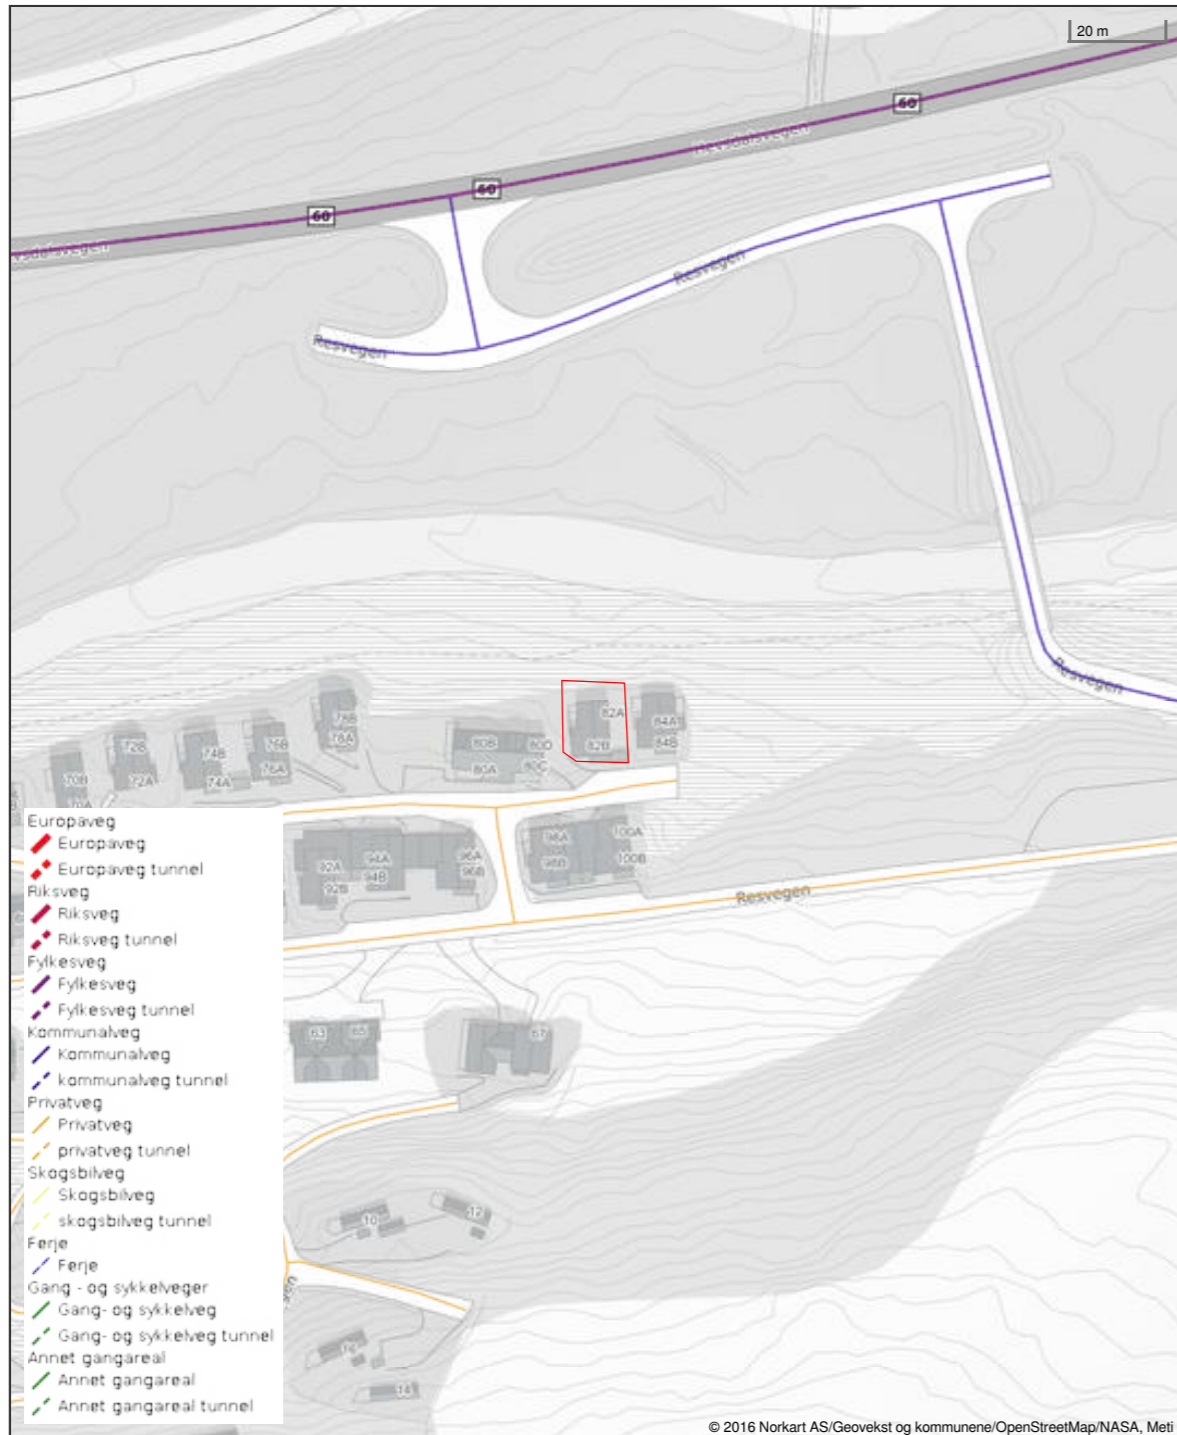 20 m
60
60
60
Resvegen
Resvegen
Resvegen
82A
82B
84A
84B
78B
78A
76B
76A
74B
74A
72B
72A
70B
80B
80D
80A
80C
100A
98B
100B
92A
92B
94A
94B
96A
96B
Resvegen
63
65
67
10
12
14
Europaveg
Europaveg
Europaveg tunnel
Riksveg
Riksveg
Riksveg tunnel
Fylkesveg
Fylkesveg
Fylkesveg tunnel
Kommunalveg
Kommunalveg
kommunalveg tunnel
Privatveg
Privatveg
privatveg tunnel
Skogsbilveg
Skogsbilveg
skogsbilveg tunnel
Ferje
Ferje
Gang - og sykkelveger
Gang- og sykkelveg
Gang- og sykkelveg tunnel
Annet gangareal
Annet gangareal
Annet gangareal tunnel
© 2016 Norkart AS/Geovekst og kommunene/OpenStreetMap/NASA, Meti